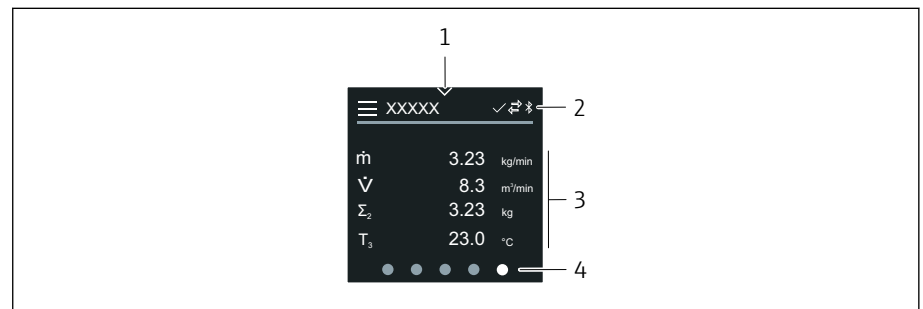 1
XXXXX
2
ṁ 3.23 kg/min
V̇ 8.3 m³/min
Σ₂ 3.23 kg
T₃ 23.0 °C
3
4